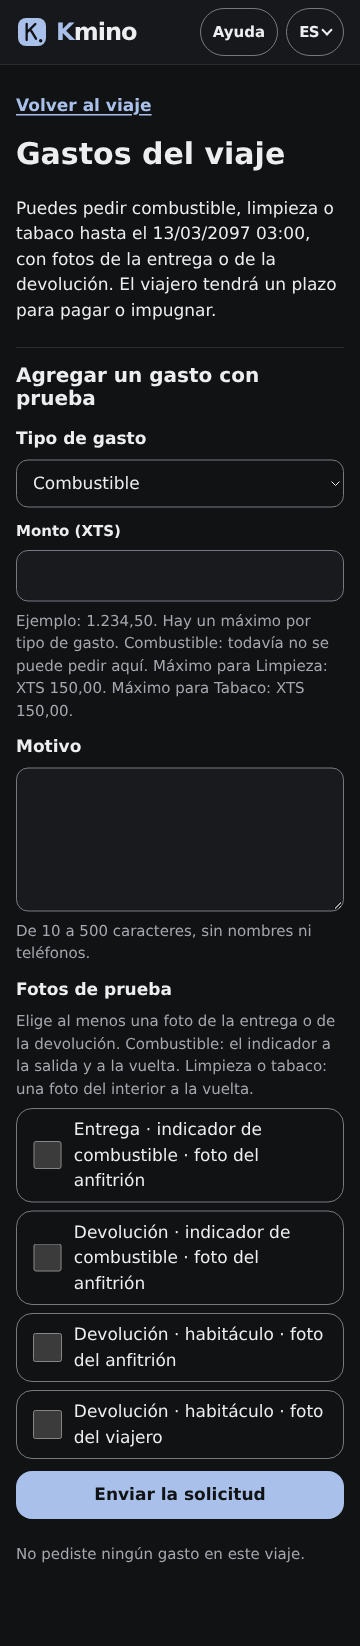 K. Kmino
Ayuda
ES
Volver al viaje
Gastos del viaje
Puedes pedir combustible, limpieza o
tabaco hasta el 13/03/2097 03:00,
con fotos de la entrega o de la
devolución. El viajero tendrá un plazo
para pagar o impugnar.
Agregar un gasto con
prueba
Tipo de gasto
Combustible
Monto (XTS)
Ejemplo: 1.234,50. Hay un máximo por
tipo de gasto. Combustible: todavía no se
puede pedir aquí. Máximo para Limpieza:
XTS 150,00. Máximo para Tabaco: XTS
150,00.
Motivo
De 10 a 500 caracteres, sin nombres ni
teléfonos.
Fotos de prueba
Elige al menos una foto de la entrega o de
la devolución. Combustible: el indicador a
la salida y a la vuelta. Limpieza o tabaco:
una foto del interior a la vuelta.
Entrega · indicador de
combustible · foto del
anfitrión
Devolución · indicador de
combustible · foto del
anfitrión
Devolución · habitáculo · foto
del anfitrión
Devolución · habitáculo · foto
del viajero
Enviar la solicitud
No pediste ningún gasto en este viaje.